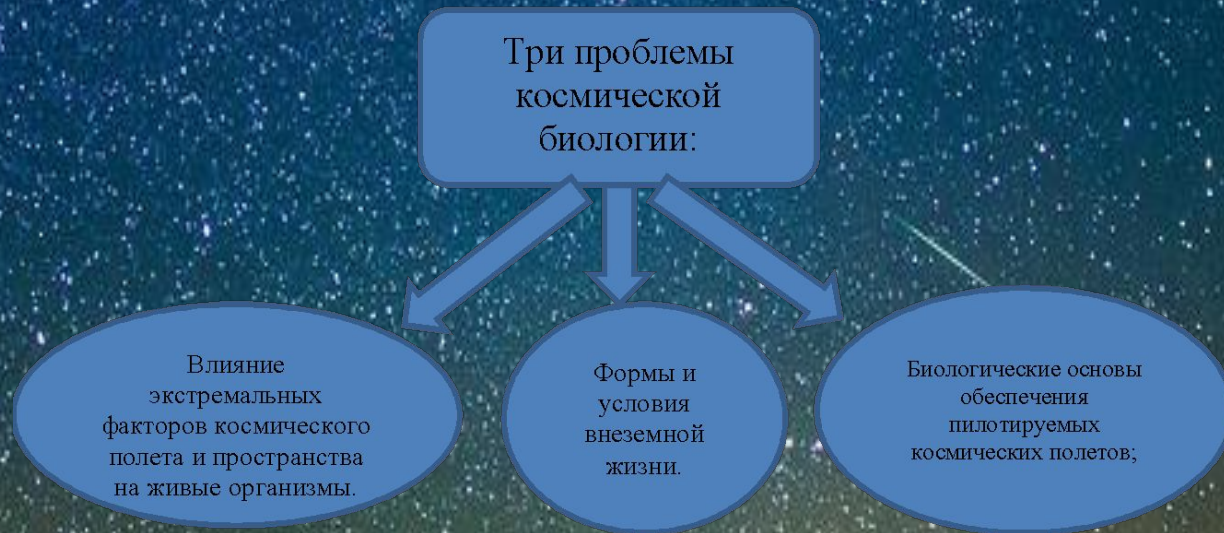 Три проблемы
космической
биологии:
Влияние
экстремальных
факторов космического
полета и пространства
на живые организмы.
Формы и
условия
внеземной
жизни.
Биологические основы
обеспечения
пилотируемых
космических полетов;